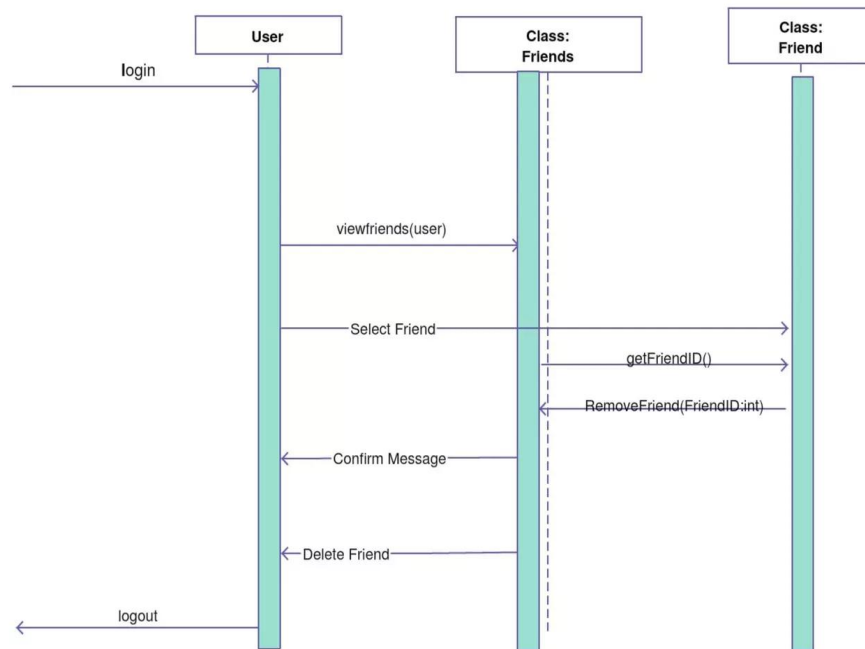 User
Class:
Friends
Class:
Friend
login
viewfriends(user)
Select Friend
getFriendID()
RemoveFriend(FriendID:int)
Confirm Message
Delete Friend
logout